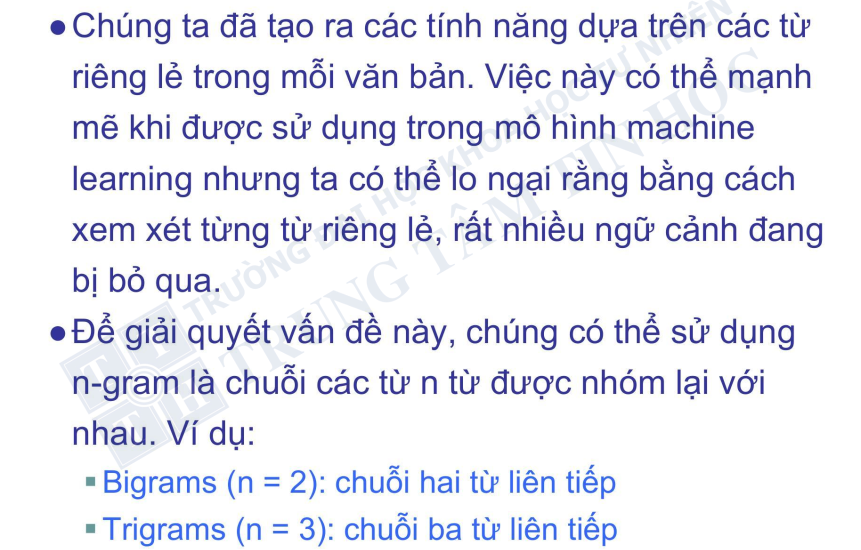 ● Chúng ta đã tạo ra các tính năng dựa trên các từ
riêng lẻ trong mỗi văn bản. Việc này có thể mạnh
mẽ khi được sử dụng trong mô hình machine
learning nhưng ta có thể lo ngại rằng bằng cách
xem xét từng từ riêng lẻ, rất nhiều ngữ cảnh đang
bị bỏ qua.
● Để giải quyết vấn đề này, chúng có thể sử dụng
n-gram là chuỗi các từ n từ được nhóm lại với
nhau. Ví dụ:
▪ Bigrams (n = 2): chuỗi hai từ liên tiếp
▪ Trigrams (n = 3): chuỗi ba từ liên tiếp
TRƯỜNG ĐẠI HỌC KHOA HỌC TỰ NHIÊN
TRUNG TÂM TIN HỌC